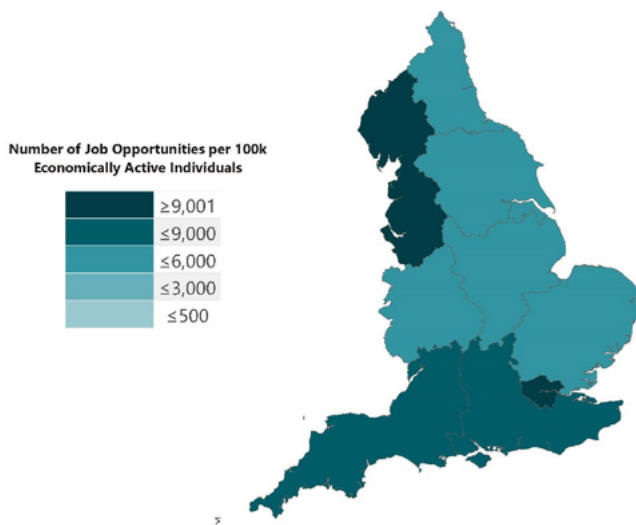 Number of Job Opportunities per 100k
Economically Active Individuals
≥9,001
≤9,000
≤6,000
≤3,000
≤500